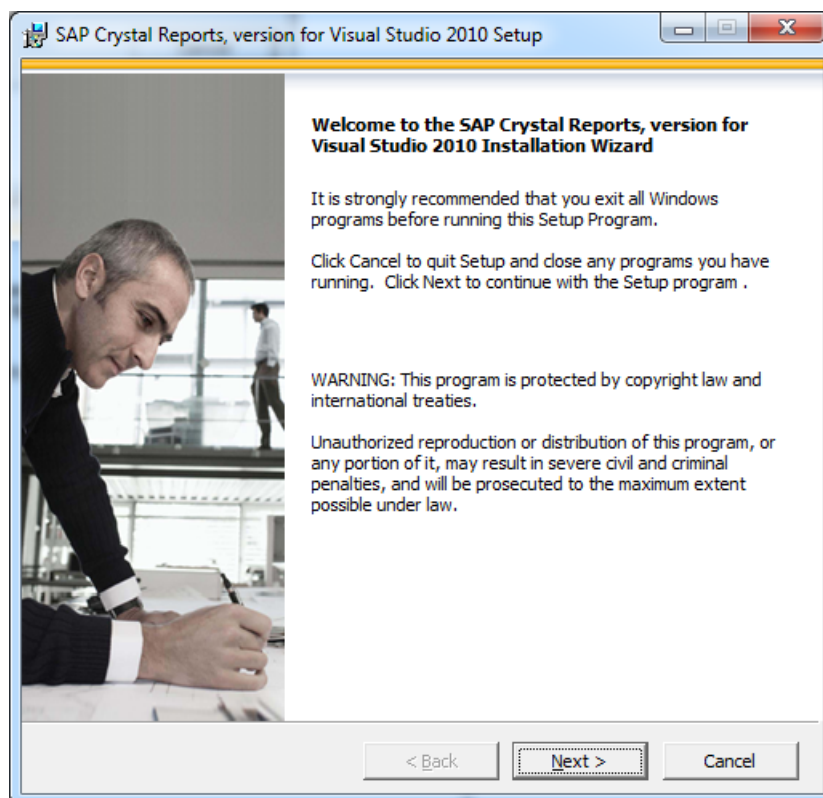 SAP Crystal Reports, version for Visual Studio 2010 Setup
Welcome to the SAP Crystal Reports, version for
Visual Studio 2010 Installation Wizard
It is strongly recommended that you exit all Windows
programs before running this Setup Program.
Click Cancel to quit Setup and close any programs you have
running.  Click Next to continue with the Setup program .
WARNING: This program is protected by copyright law and
international treaties.
Unauthorized reproduction or distribution of this program, or
any portion of it, may result in severe civil and criminal
penalties, and will be prosecuted to the maximum extent
possible under law.
< Back
Next >
Cancel